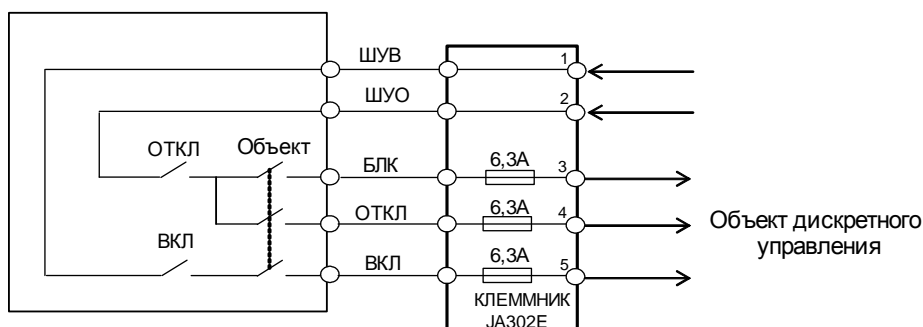 ШУВ
1
ШУО
2
ОТКЛ
Объект
БЛК
6,3А
3
ОТКЛ
6,3А
4
Объект дискретного
управления
ВКЛ
ВКЛ
6,3А
5
КЛЕММНИК
JA302E